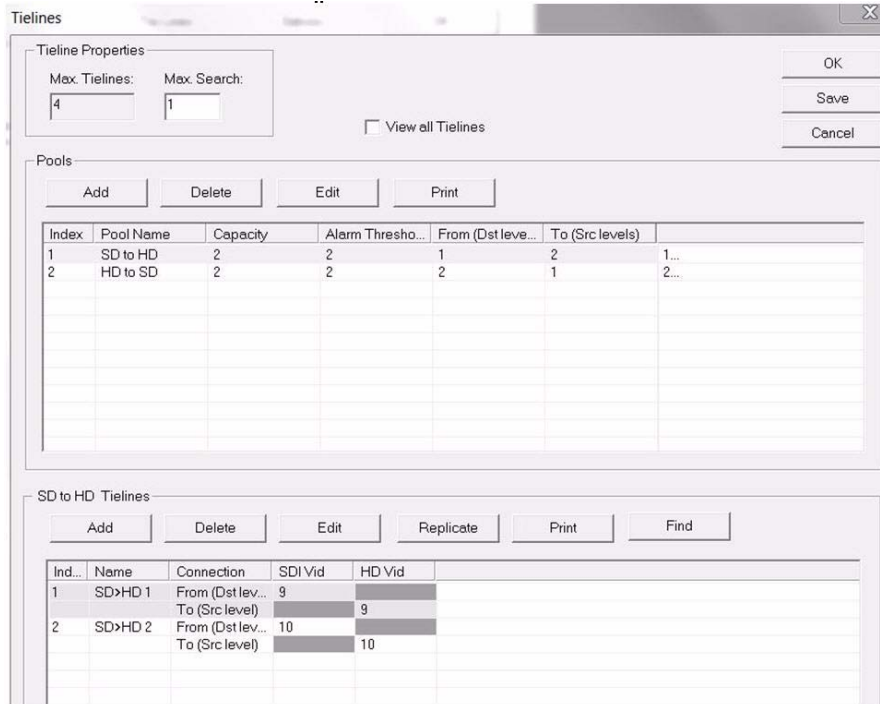 Tielines
Tieline Properties
Max. Tielines: Max. Search:
4 1
OK
Save
Cancel
View all Tielines
Pools
Add Delete Edit Print
Index Pool Name Capacity Alarm Thresho... From (Dst leve... To (Src levels)
1 SD to HD 2 2 1 2 1...
2 HD to SD 2 2 2 1 2...
SD to HD Tielines
Add Delete Edit Replicate Print Find
Ind... Name Connection SDI Vid HD Vid
1 SD>HD 1 From (Dst lev... 9
To (Src level) 9
2 SD>HD 2 From (Dst lev... 10
To (Src level) 10